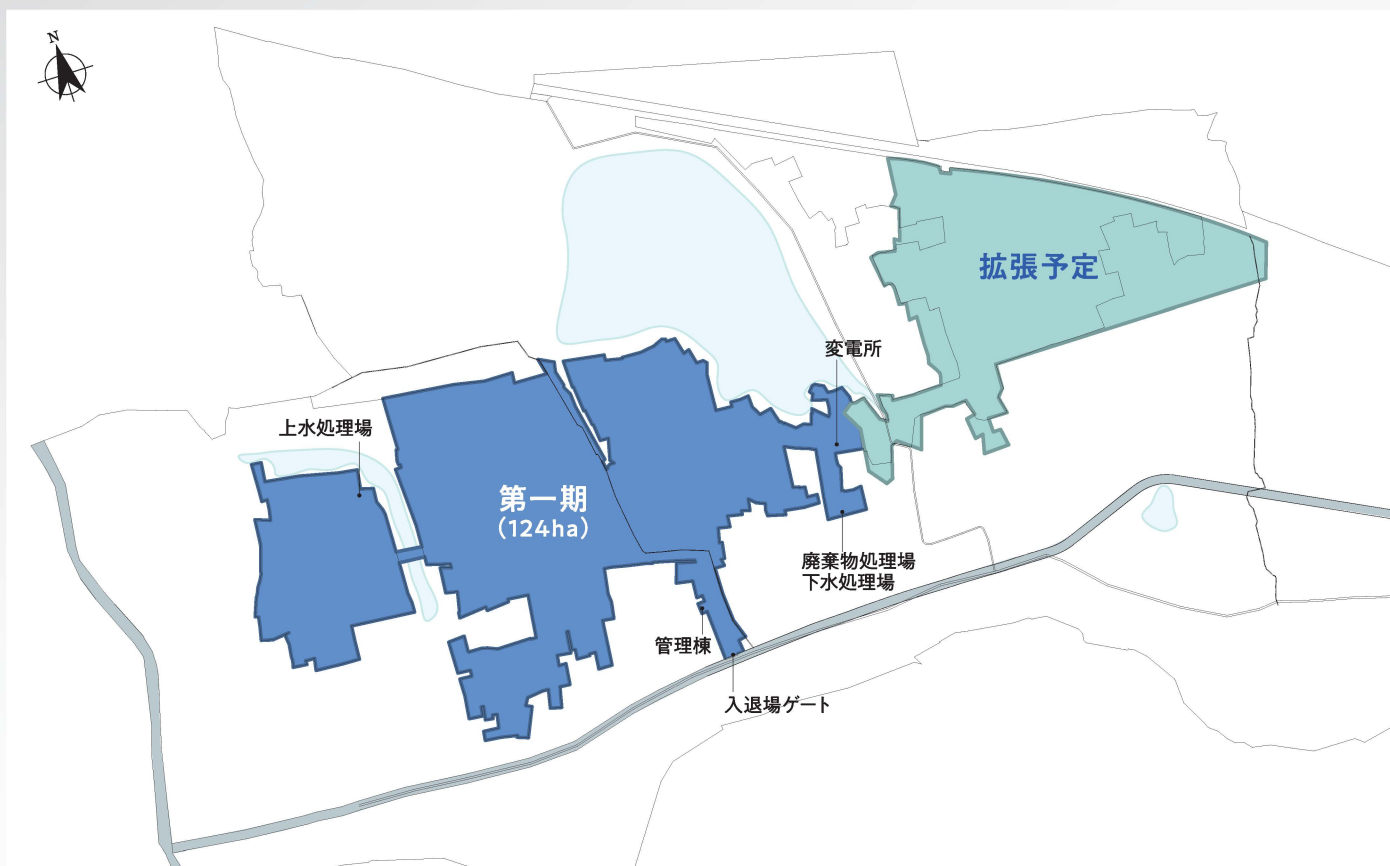 N
拡張予定
変電所
上水処理場
第一期
(124ha)
廃棄物処理場
下水処理場
管理棟
入退場ゲート